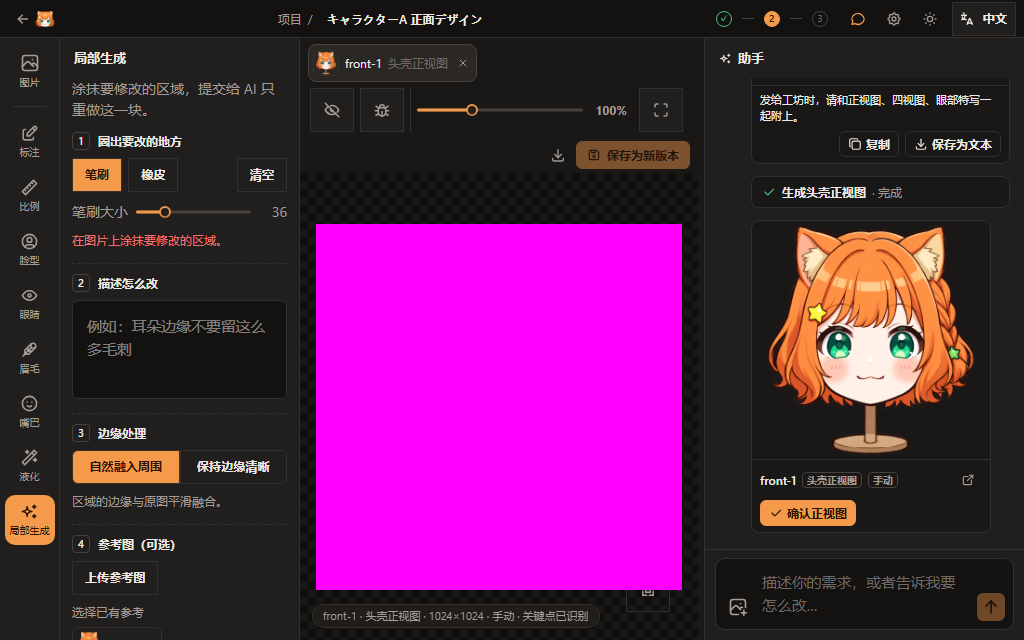 项目 / キャラクターA 正面デザイン
2
3
中文
图片
标注
比例
脸型
眼睛
眉毛
嘴巴
液化
局部生成
局部生成
涂抹要修改的区域，提交给 AI 只
重做这一块。
1 圈出要改的地方
笔刷
橡皮
清空
笔刷大小
36
在图片上涂抹要修改的区域。
2 描述怎么改
例如：耳朵边缘不要留这么
多毛刺
3 边缘处理
自然融入周围
保持边缘清晰
区域的边缘与原图平滑融合。
4 参考图（可选）
上传参考图
选择已有参考
front-1 头壳正视图
100%
保存为新版本
front-1 · 头壳正视图 · 1024×1024 · 手动 · 关键点已识别
助手
发给工坊时，请和正视图、四视图、眼部特写一
起附上。
复制
保存为文本
生成头壳正视图 · 完成
front-1 头壳正视图 手动
确认正视图
描述你的需求，或者告诉我要
怎么改...